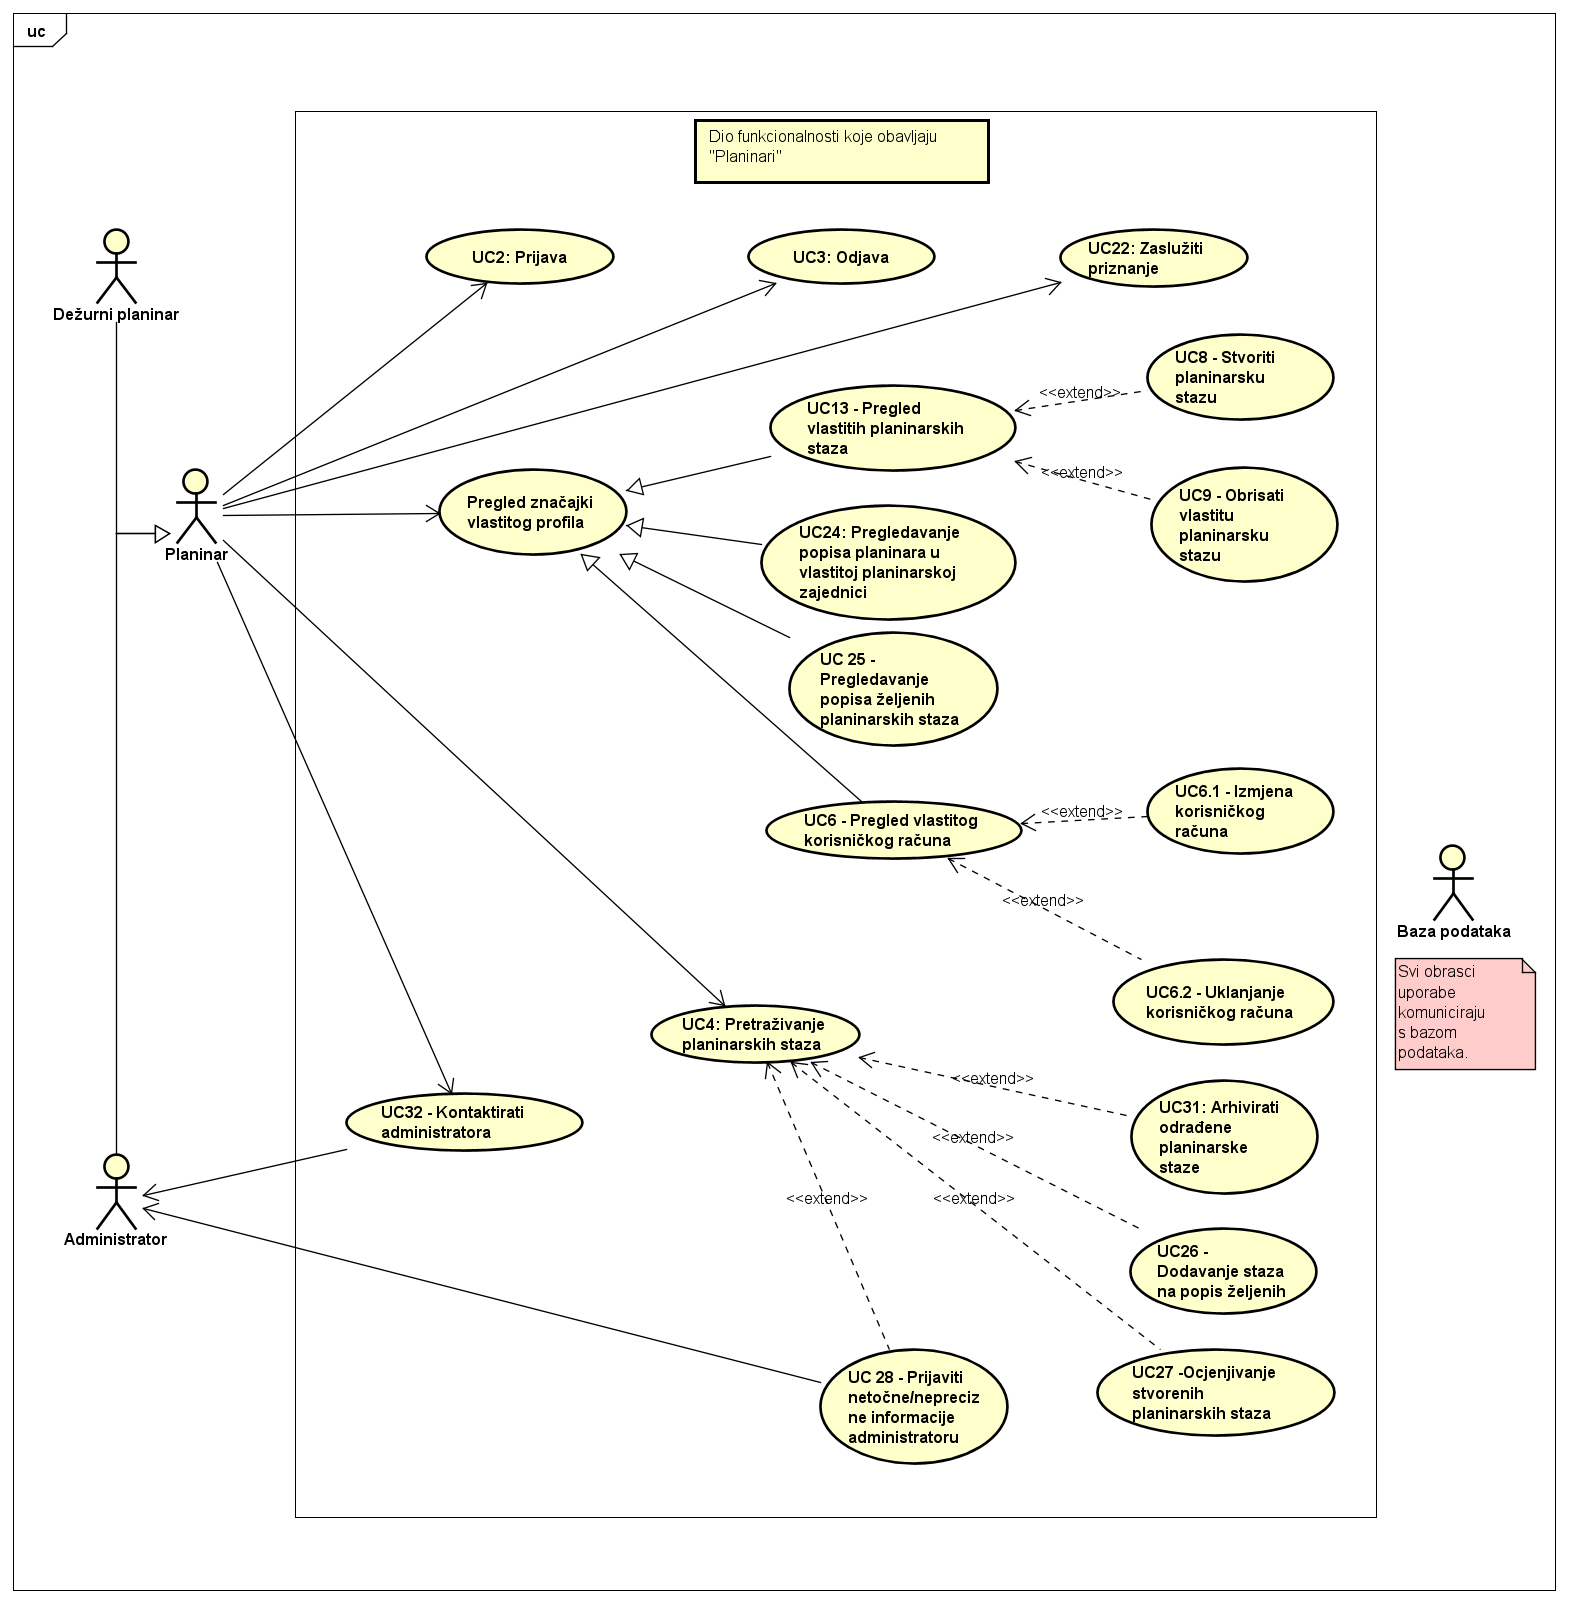 uc
Dio funkcionalnosti koje obavljaju
"Planinari"
Dežurni planinar
UC2: Prijava
UC3: Odjava
UC22: Zaslužiti
priznanje
UC8 - Stvoriti
planinarsku
stazu
<<extend>>
UC13 - Pregled
vlastitih planinarskih
staza
<<extend>>
UC9 - Obrisati
vlastitu
planinarsku
stazu
Planinar
Pregled značajki
vlastitog profila
UC24: Pregledavanje
popisa planinara u
vlastitoj planinarskoj
zajednici
UC 25 -
Pregledavanje
popisa željenih
planinarskih staza
UC6 - Pregled vlastitog
korisničkog računa
<<extend>>
UC6.1 - Izmjena
korisničkog
računa
<<extend>>
UC6.2 - Uklanjanje
korisničkog računa
Baza podataka
Svi obrasci
uporabe
komuniciraju
s bazom
podataka.
UC4: Pretraživanje
planinarskih staza
<<extend>>
UC31: Arhivirati
odrađene
planinarske
staze
UC32 - Kontaktirati
administratora
<<extend>>
<<extend>>
<<extend>>
Administrator
UC26 -
Dodavanje staza
na popis željenih
UC 28 - Prijaviti
netočne/nepreciz
ne informacije
administratoru
UC27 -Ocjenjivanje
stvorenih
planinarskih staza